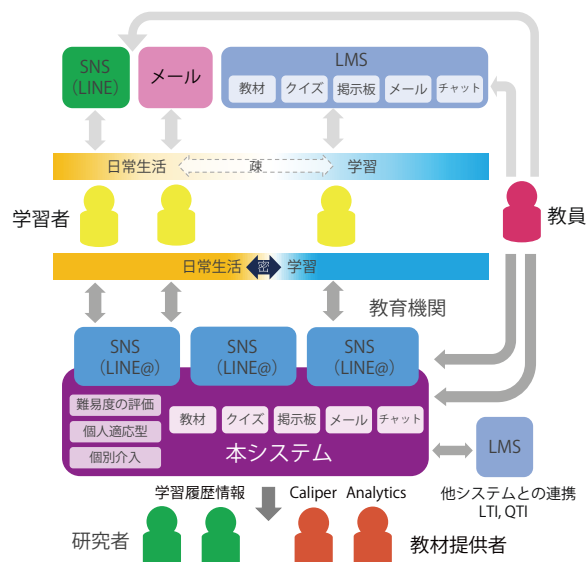 SNS
（LINE）
メール
LMS
教材
クイズ
掲示板
メール
チャット
日常生活
疎
学習
学習者
教員
日常生活
密
学習
教育機関
SNS
(LINE@)
SNS
(LINE@)
SNS
(LINE@)
難易度の評価
個人適応型
個別介入
教材
クイズ
掲示板
メール
チャット
本システム
LMS
他システムとの連携
LTI, QTI
学習履歴情報
Caliper Analytics
研究者
教材提供者